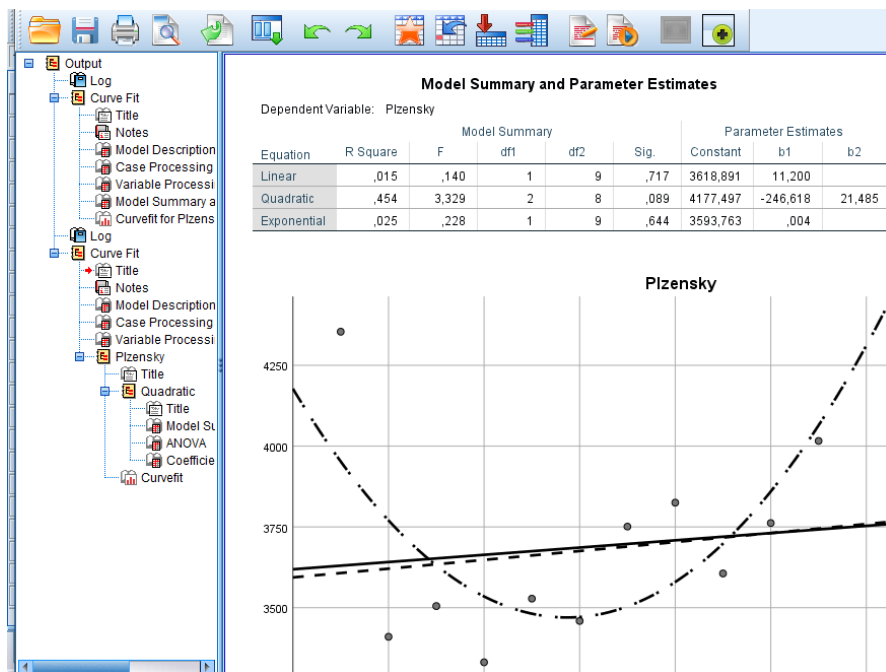 Output
Log
Curve Fit
Title
Notes
Model Description
Case Processing
Variable Processi
Model Summary a
Curvefit for Plzens
Log
Curve Fit
Title
Notes
Model Description
Case Processing
Variable Processi
Plzensky
Title
Quadratic
Title
Model Su
ANOVA
Coefficie
Curvefit
Model Summary and Parameter Estimates
Dependent Variable: Plzensky
Model Summary Parameter Estimates
Equation R Square F df1 df2 Sig. Constant b1 b2
Linear ,015 ,140 1 9 ,717 3618,891 11,200
Quadratic ,454 3,329 2 8 ,089 4177,497 -246,618 21,485
Exponential ,025 ,228 1 9 ,644 3593,763 ,004
Plzensky
4250
4000
3750
3500